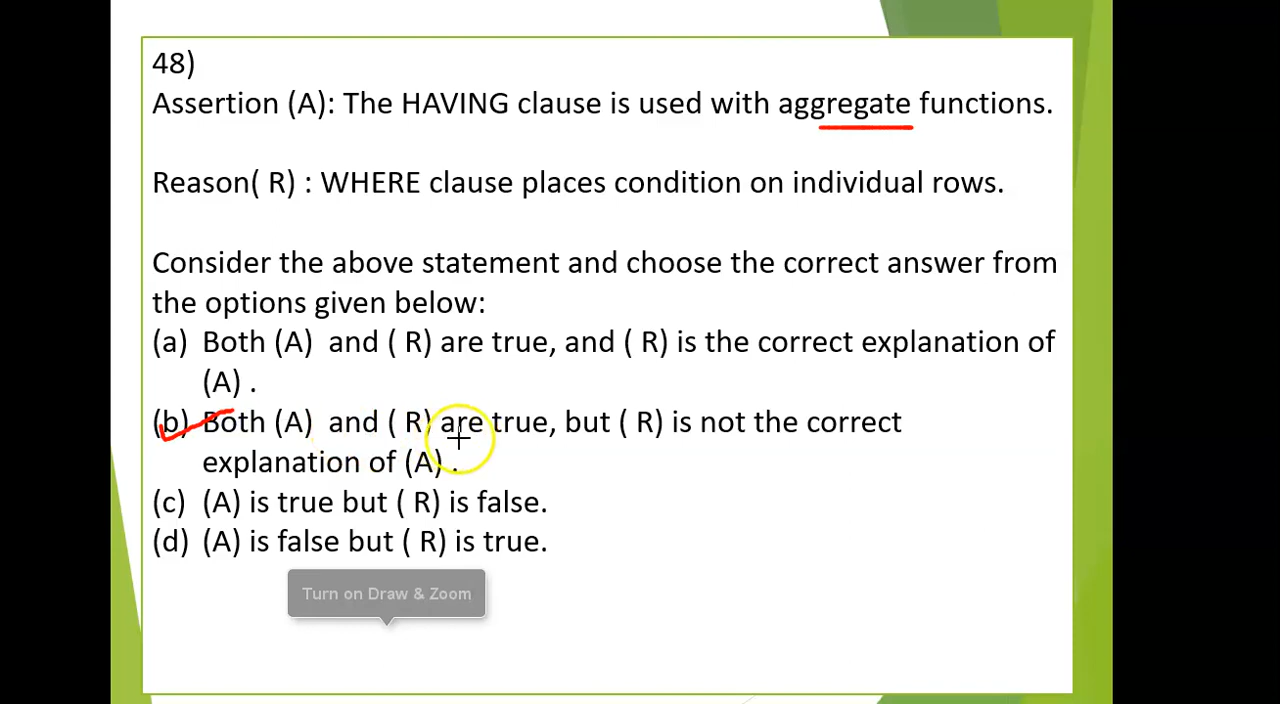 48)
Assertion (A): The HAVING clause is used with aggregate functions.
Reason( R) : WHERE clause places condition on individual rows.
Consider the above statement and choose the correct answer from
the options given below:
(a) Both (A) and ( R) are true, and ( R) is the correct explanation of
(A) .
(b) Both (A) and ( R) are true, but ( R) is not the correct
explanation of (A) .
(c) (A) is true but ( R) is false.
(d) (A) is false but ( R) is true.
Turn on Draw & Zoom